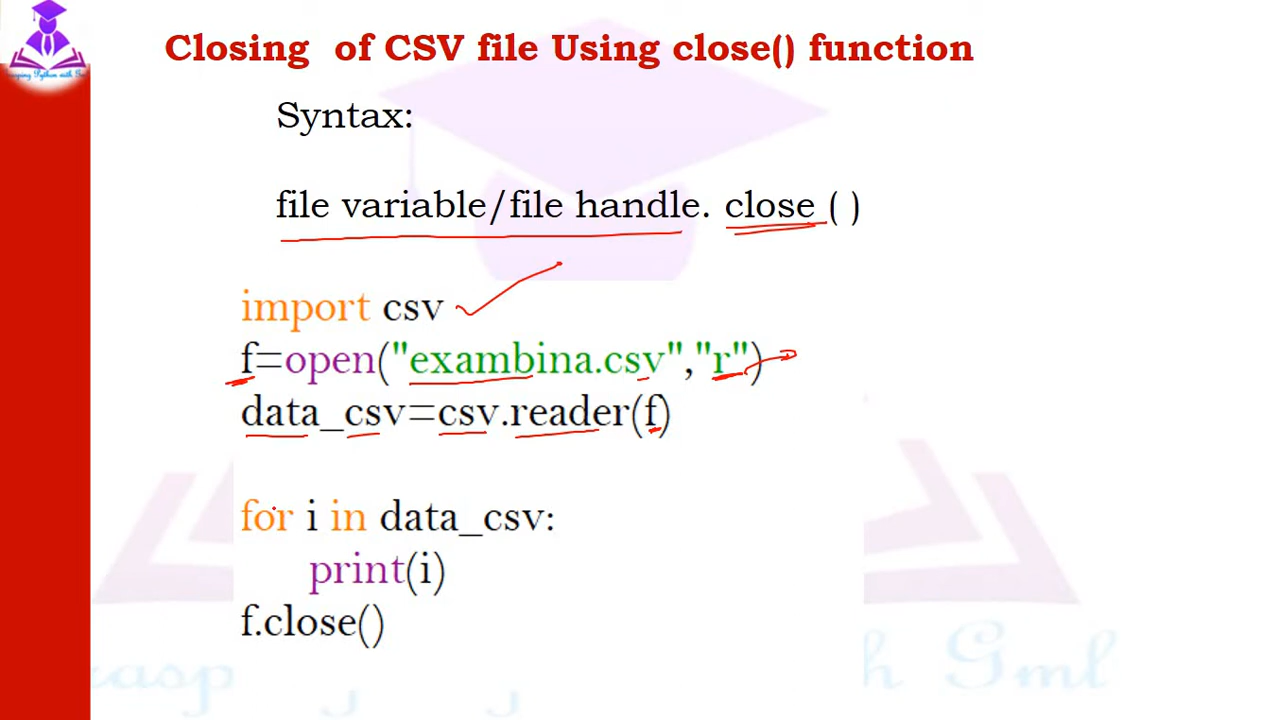 Closing of CSV file Using close() function
Syntax:
file variable/file handle. close ( )
import csv
f=open("exambina.csv","r")
data_csv=csv.reader(f)
for i in data_csv:
print(i)
f.close()